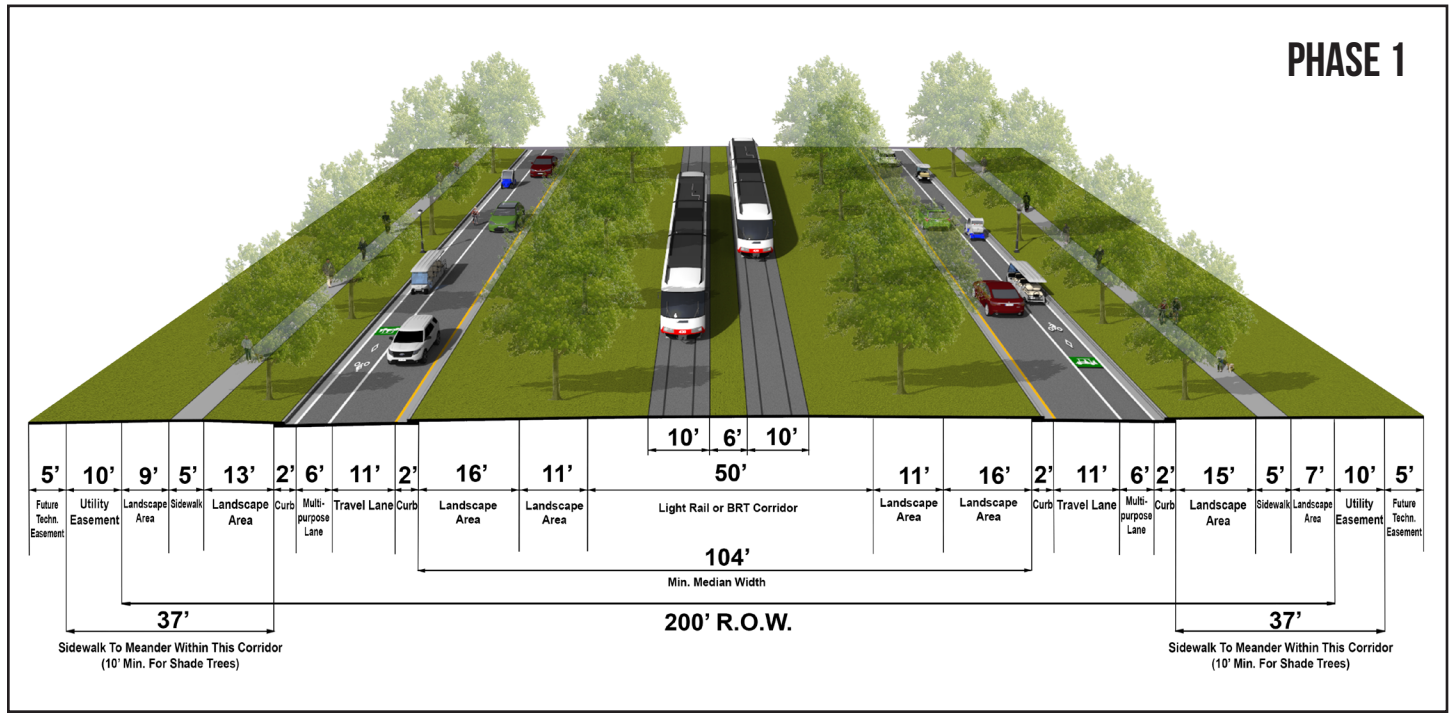 PHASE 1
10’ 6’ 10’
5’ 10’ 9’ 5’ 13’ 2’ 6’ 11’ 2’ 16’ 11’ 50’ 11’ 16’ 2’ 11’ 6’ 2’ 15’ 5’ 7’ 10’ 5’
Future
Techn.
Easement
Utility
Easement
Landscape
Area
Sidewalk
Landscape
Area
Curb
Multi-
purpose
Lane
Travel Lane
Curb
Landscape
Area
Landscape
Area
Light Rail or BRT Corridor
Landscape
Area
Landscape
Area
Curb
Travel Lane
Multi-
purpose
Lane
Curb
Landscape
Area
Sidewalk
Landscape
Area
Utility
Easement
Future
Techn.
Easement
104’
Min. Median Width
200’ R.O.W.
37’
Sidewalk To Meander Within This Corridor
(10’ Min. For Shade Trees)
37’
Sidewalk To Meander Within This Corridor
(10’ Min. For Shade Trees)